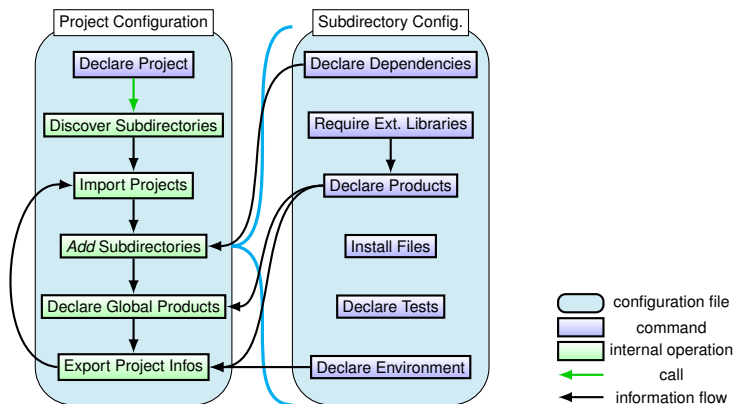 Project Configuration
Declare Project
Discover Subdirectories
Import Projects
Add Subdirectories
Declare Global Products
Export Project Infos
Subdirectory Config.
Declare Dependencies
Require Ext. Libraries
Declare Products
Install Files
Declare Tests
Declare Environment
configuration file
command
internal operation
call
information flow